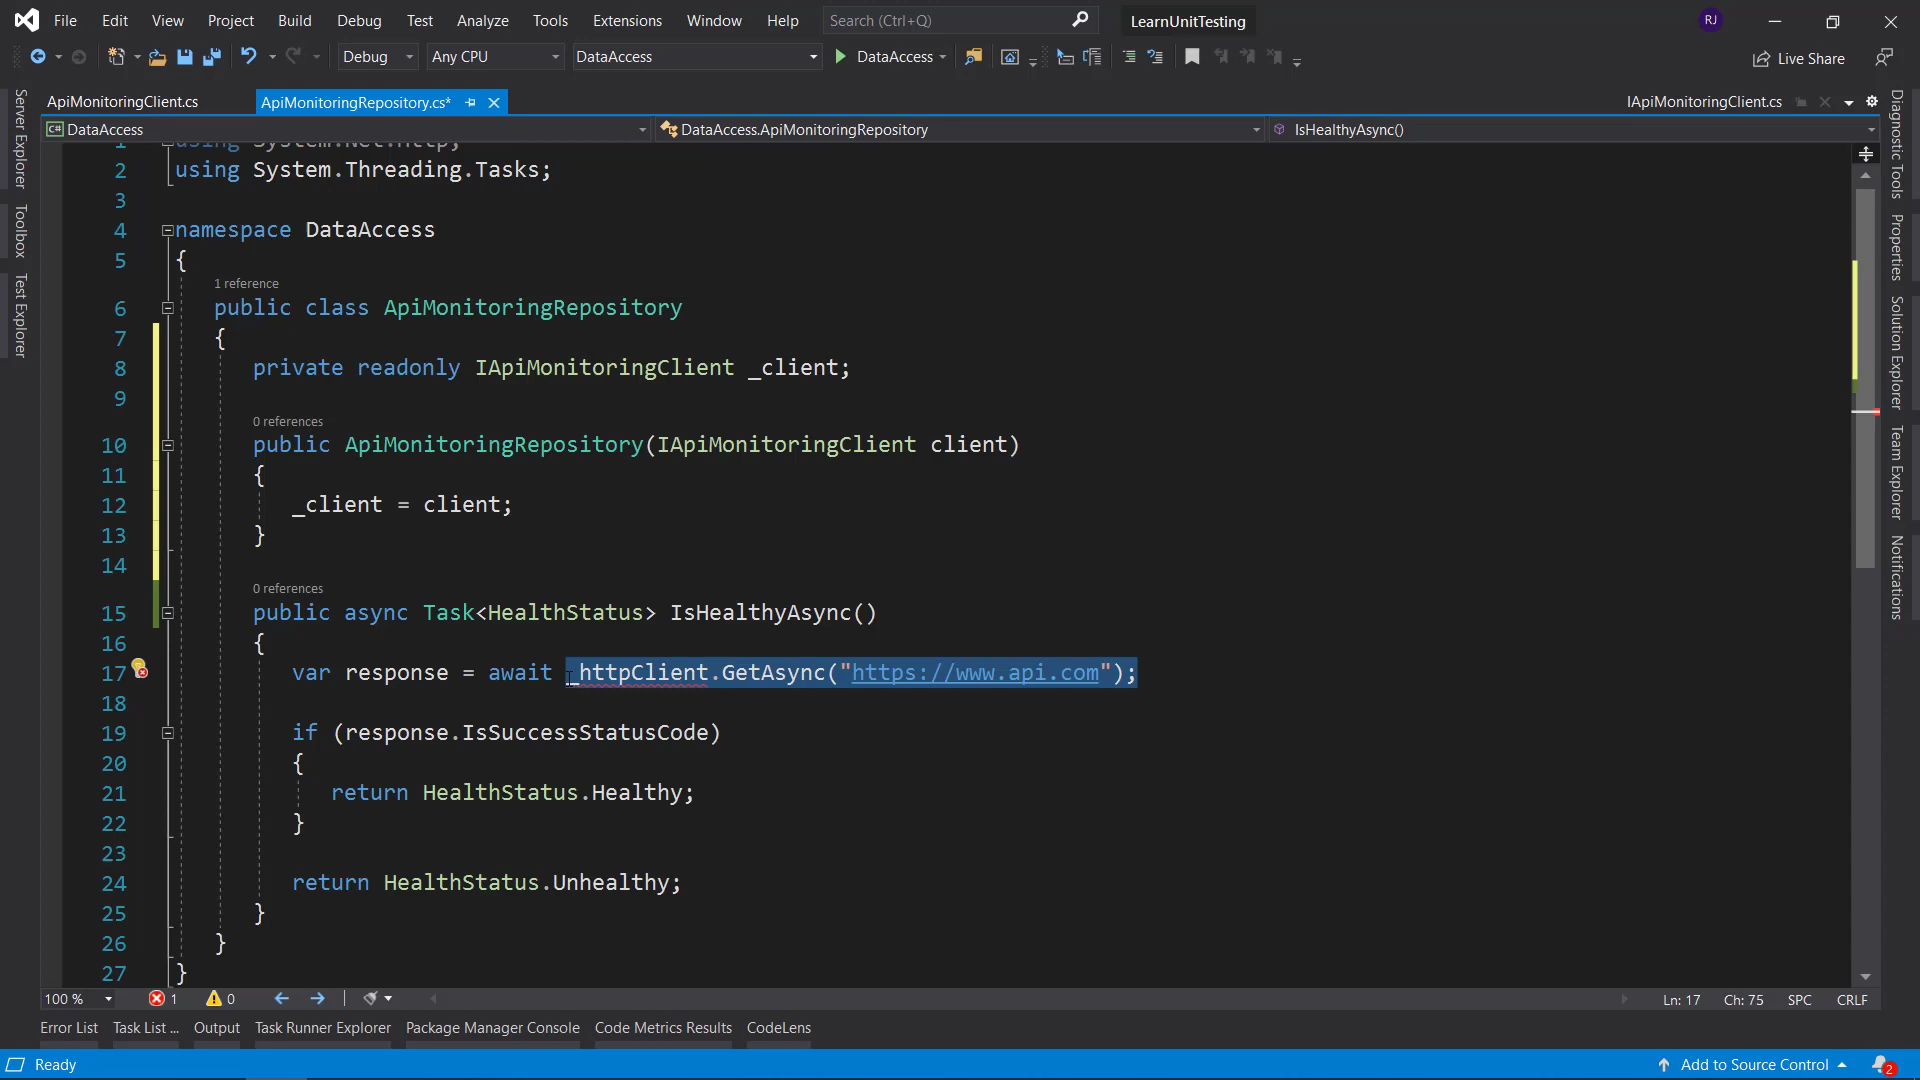 File Edit View Project Build Debug Test Analyze Tools Extensions Window Help Search (Ctrl+Q) LearnUnitTesting RJ
Debug Any CPU DataAccess DataAccess Live Share
ApiMonitoringClient.cs ApiMonitoringRepository.cs* IApiMonitoringClient.cs
C# DataAccess DataAccess.ApiMonitoringRepository IsHealthyAsync()
Server Explorer
Toolbox
Test Explorer
1 using System.Net.Http;
2 using System.Threading.Tasks;
3
4 namespace DataAccess
5 {
1 reference
6 public class ApiMonitoringRepository
7 {
8 private readonly IApiMonitoringClient _client;
9
0 references
10 public ApiMonitoringRepository(IApiMonitoringClient client)
11 {
12 _client = client;
13 }
14
0 references
15 public async Task<HealthStatus> IsHealthyAsync()
16 {
17 var response = await _httpClient.GetAsync("https://www.api.com");
18
19 if (response.IsSuccessStatusCode)
20 {
21 return HealthStatus.Healthy;
22 }
23
24 return HealthStatus.Unhealthy;
25 }
26 }
27 }
Diagnostic Tools
Properties
Solution Explorer
Team Explorer
Notifications
100 % 1 0 Ln: 17 Ch: 75 SPC CRLF
Error List Task List ... Output Task Runner Explorer Package Manager Console Code Metrics Results CodeLens
Ready Add to Source Control 2